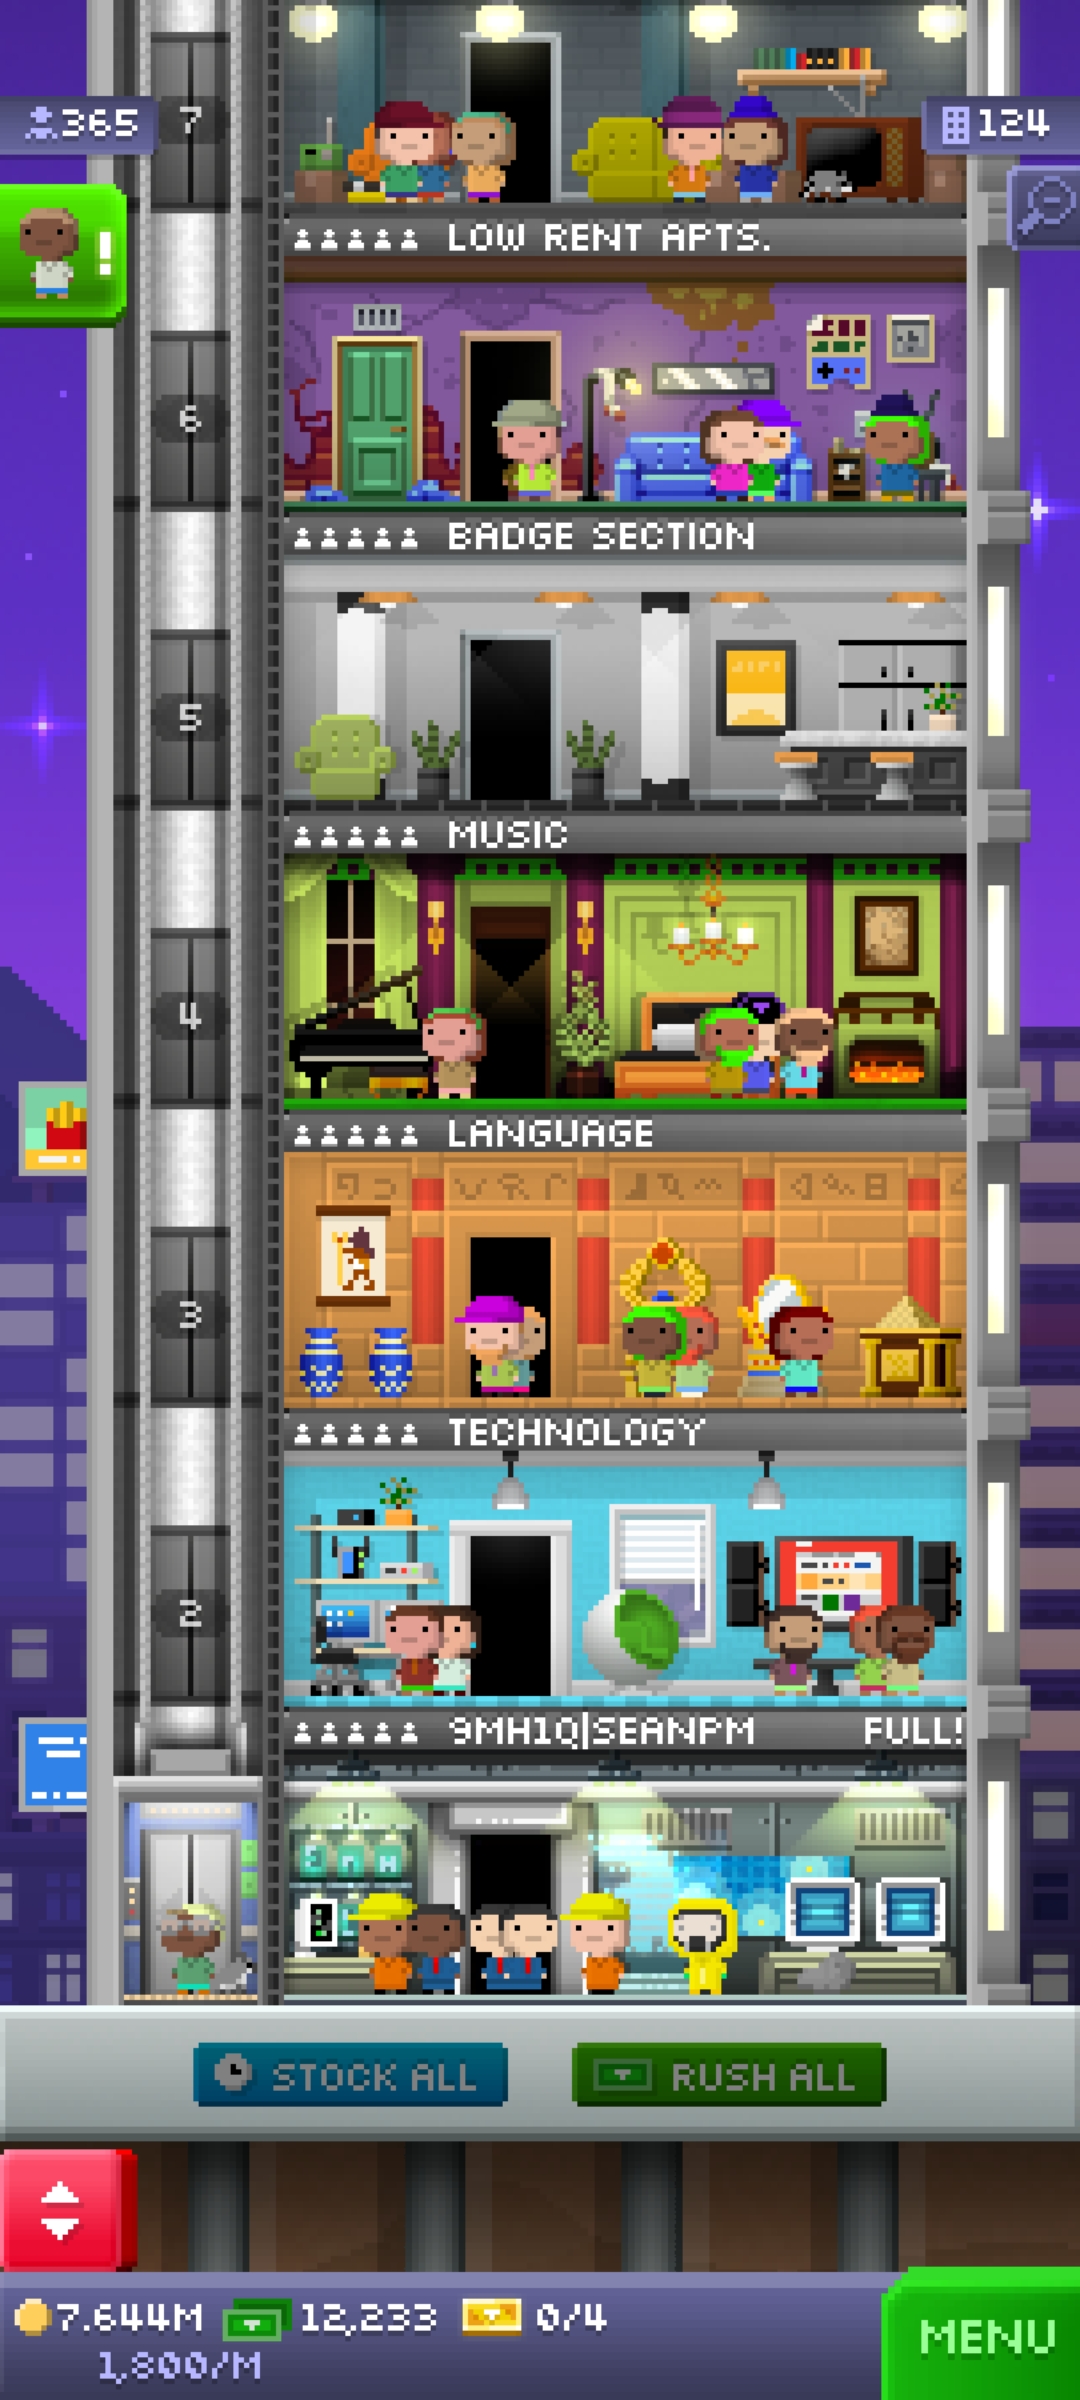 7
365
124
!
LOW RENT APTS.
6
BADGE SECTION
5
MUSIC
4
LANGUAGE
3
TECHNOLOGY
2
9MH1Q|SEANPM FULL!
STOCK ALL
RUSH ALL
7.644M 12,233 0/4
1,800/M
MENU